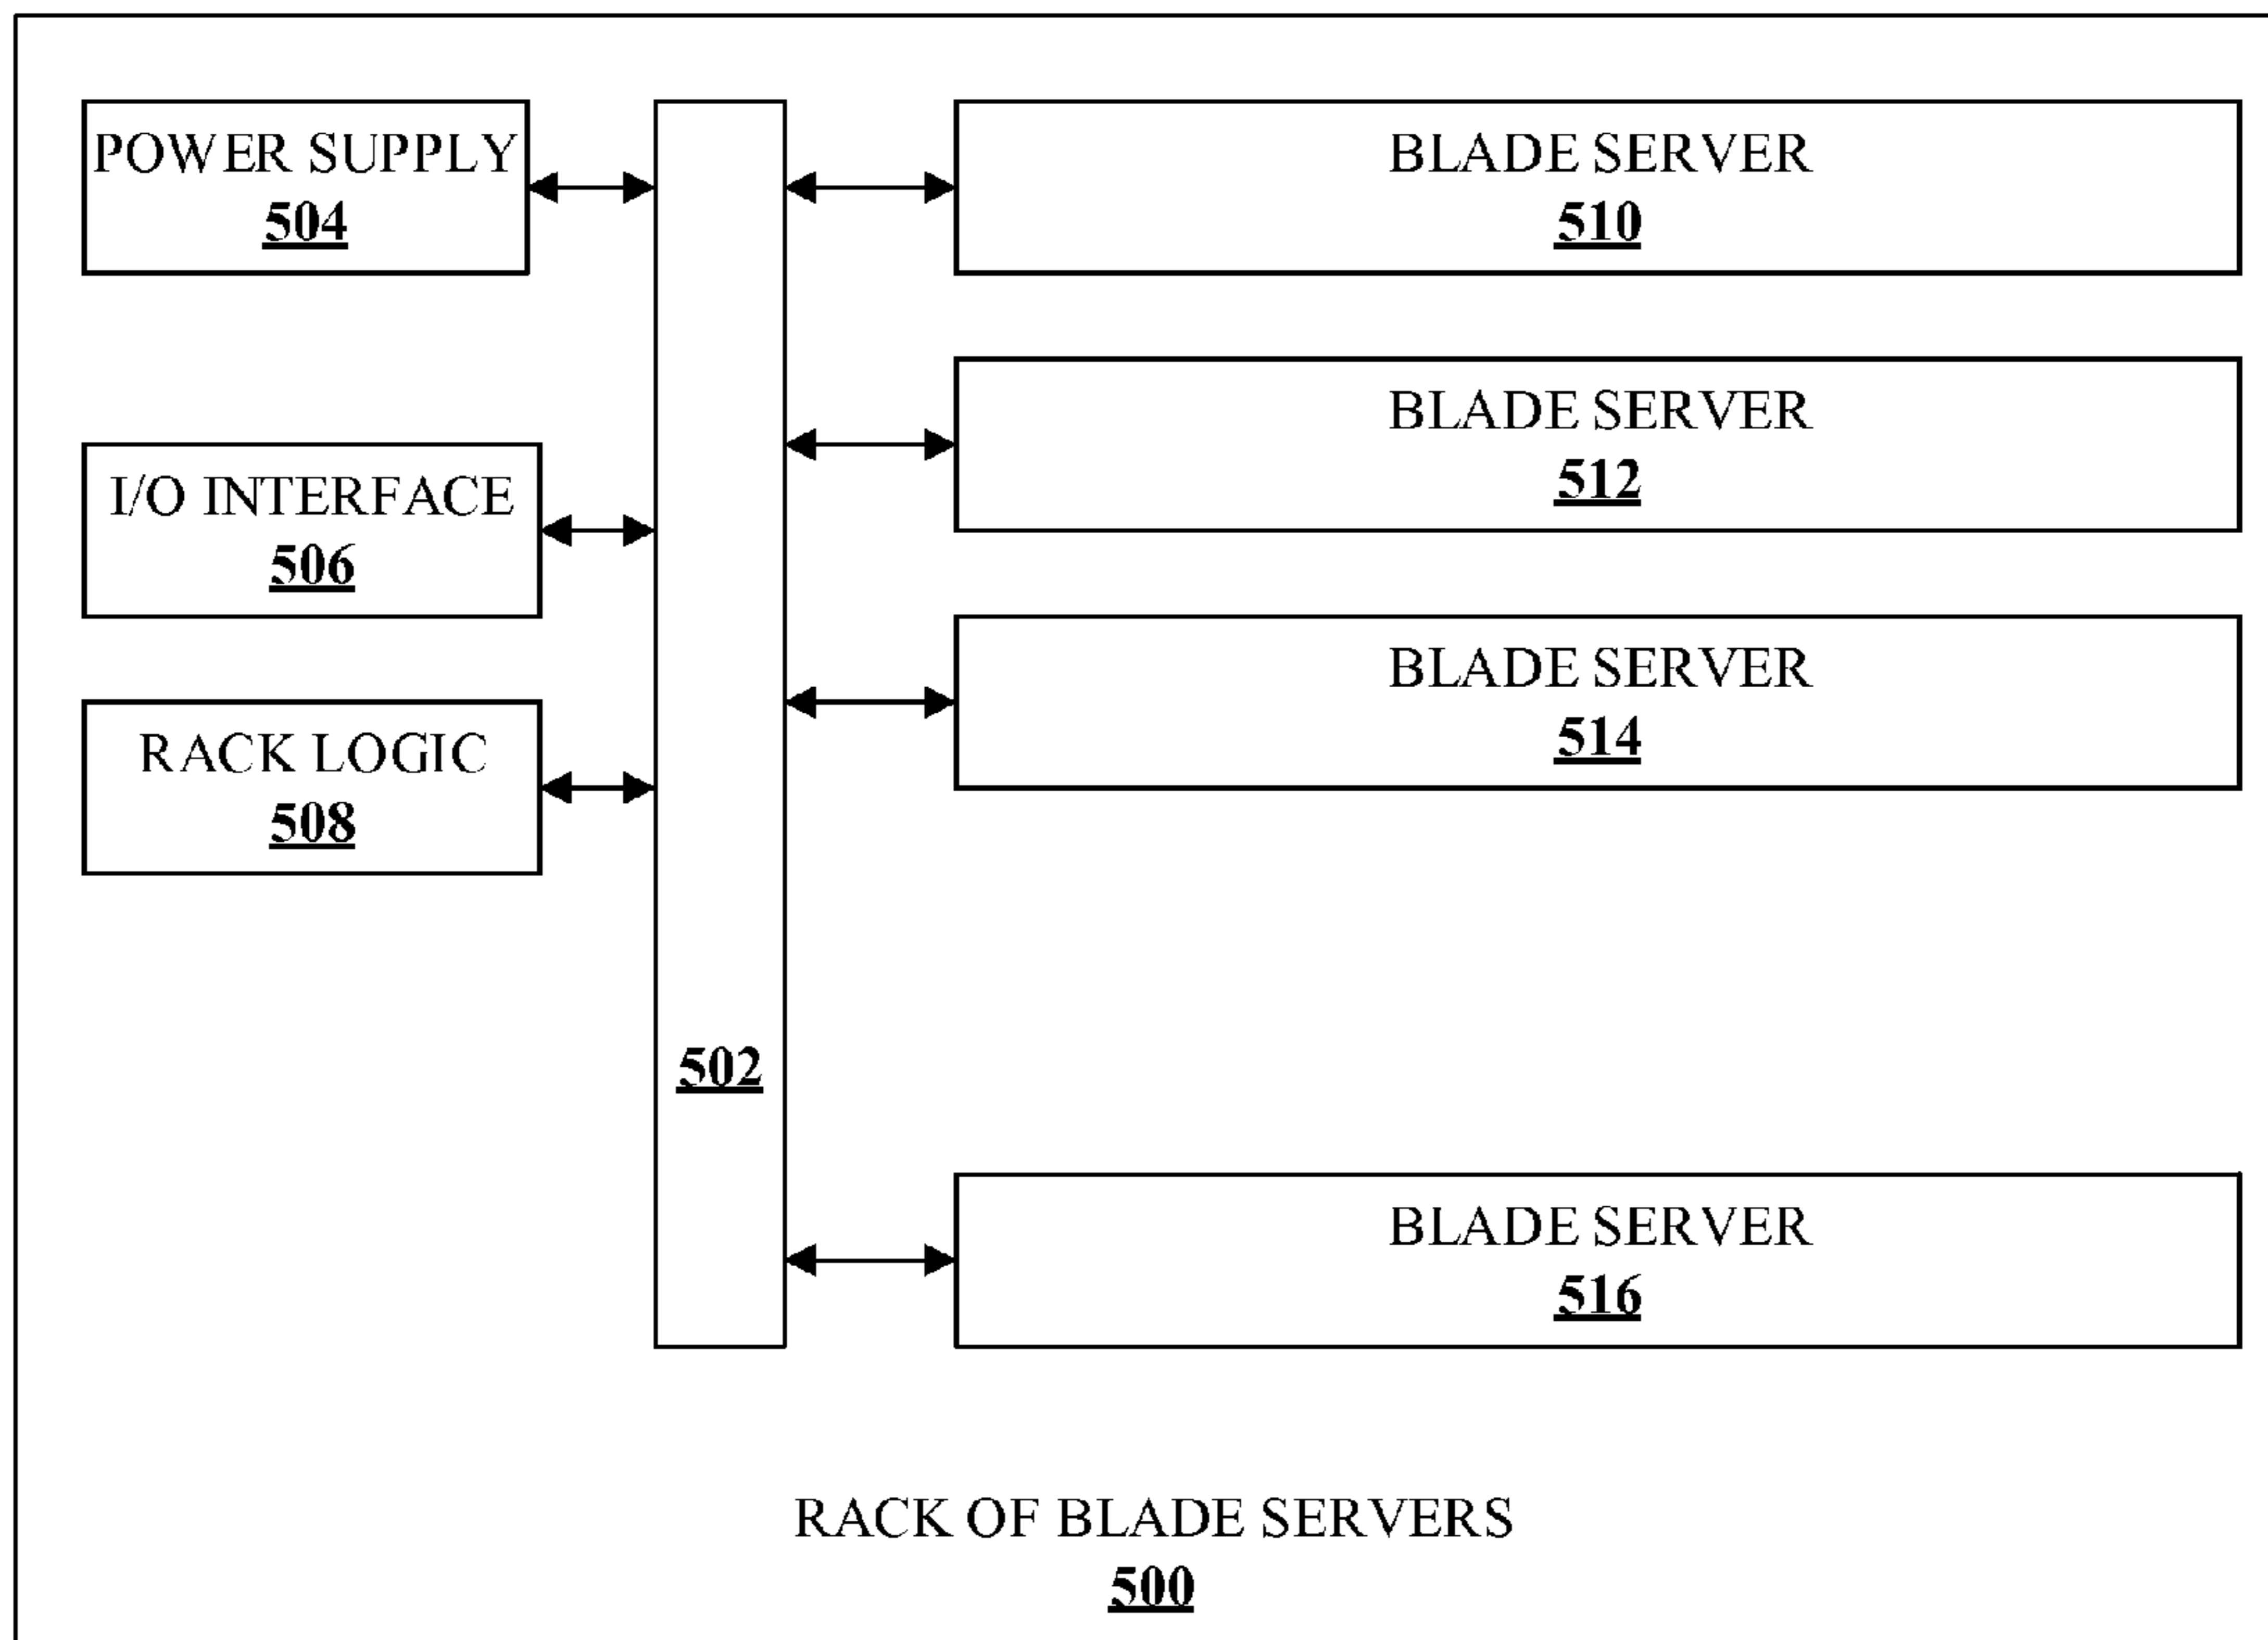 POWER SUPPLY
504
I/O INTERFACE
506
RACK LOGIC
508
502
BLADE SERVER
510
BLADE SERVER
512
BLADE SERVER
514
BLADE SERVER
516
RACK OF BLADE SERVERS
500